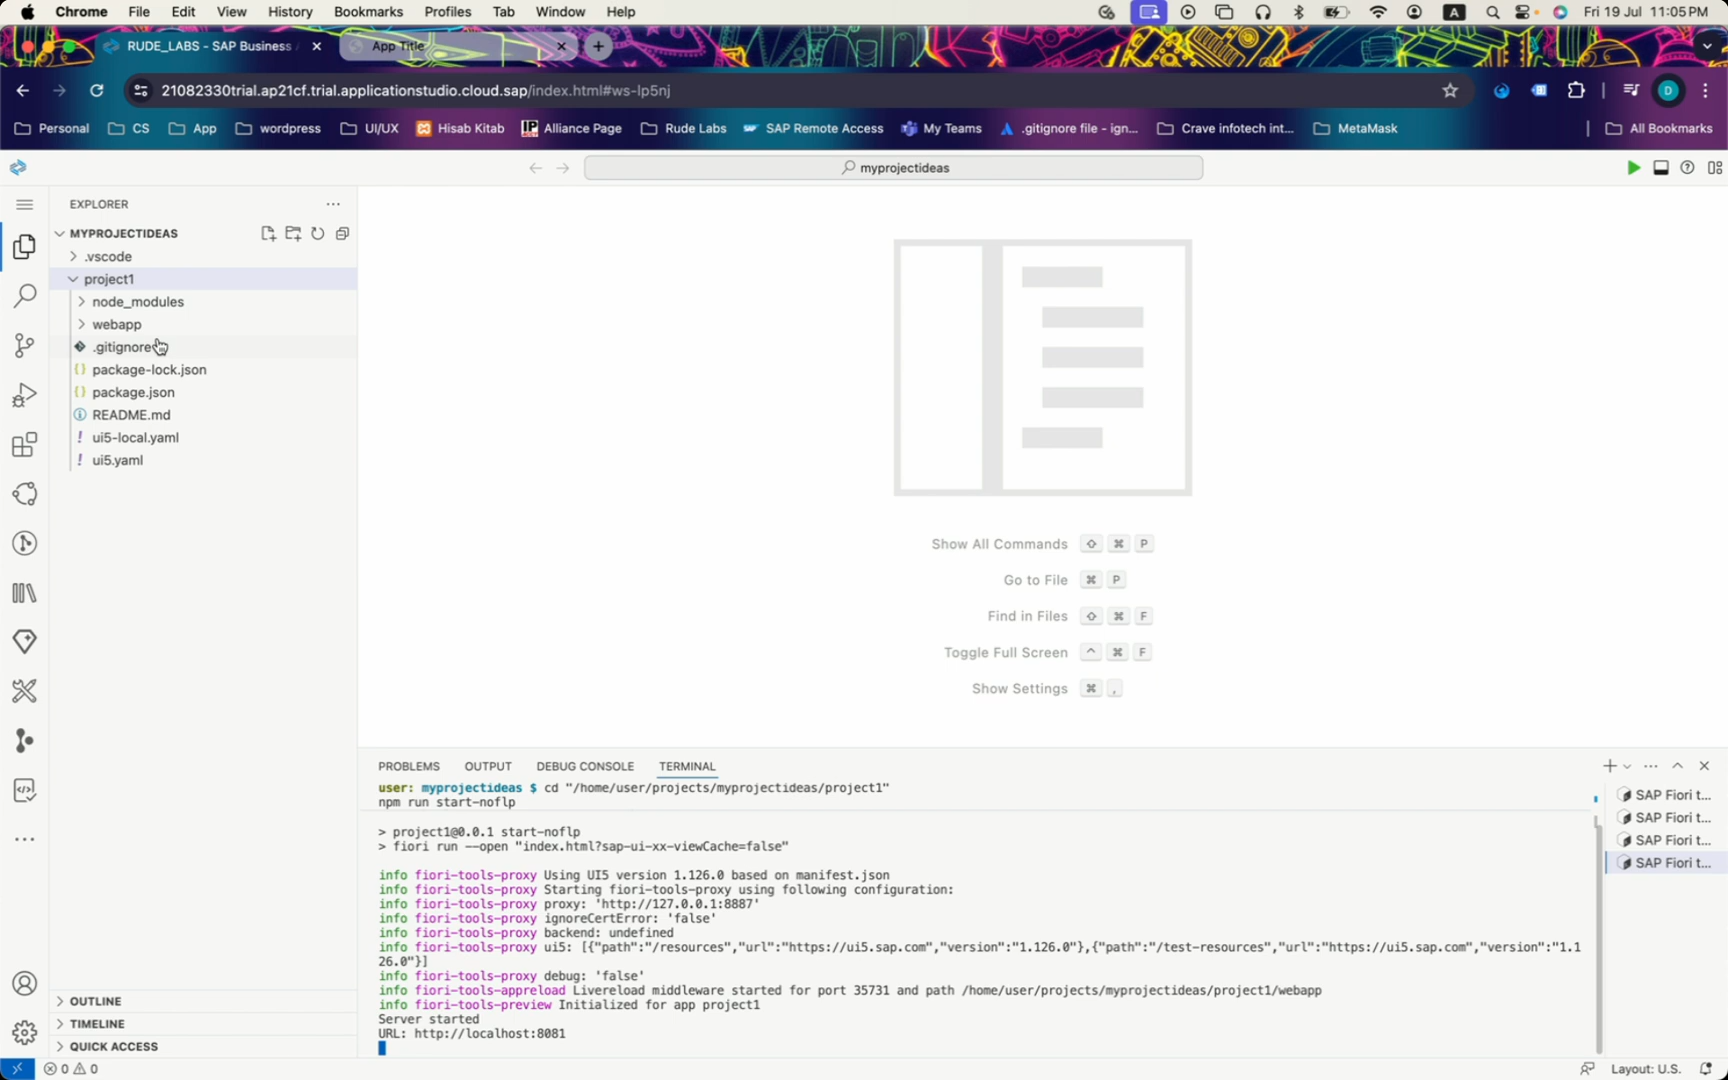 Chrome File Edit View History Bookmarks Profiles Tab Window Help A Fri 19 Jul 11:05 PM
RUDE_LABS - SAP Business App Title
21082330trial.ap21cf.trial.applicationstudio.cloud.sap/index.html#ws-lp5nj D
Personal CS App wordpress UI/UX Hisab Kitab Alliance Page Rude Labs SAP Remote Access My Teams .gitignore file - ign... Crave infotech int... MetaMask All Bookmarks
myprojectideas
EXPLORER
MYPROJECTIDEAS
.vscode
project1
node_modules
webapp
.gitignore
package-lock.json
package.json
README.md
ui5-local.yaml
ui5.yaml
Show All Commands ⇧ ⌘ P
Go to File ⌘ P
Find in Files ⇧ ⌘ F
Toggle Full Screen ^ ⌘ F
Show Settings ⌘ ,
PROBLEMS OUTPUT DEBUG CONSOLE TERMINAL
user: myprojectideas $ cd "/home/user/projects/myprojectideas/project1"
npm run start-noflp
> project1@0.0.1 start-noflp
> fiori run --open "index.html?sap-ui-xx-viewCache=false"
info fiori-tools-proxy Using UI5 version 1.126.0 based on manifest.json
info fiori-tools-proxy Starting fiori-tools-proxy using following configuration:
info fiori-tools-proxy proxy: 'http://127.0.0.1:8887'
info fiori-tools-proxy ignoreCertError: 'false'
info fiori-tools-proxy backend: undefined
info fiori-tools-proxy ui5: [{"path":"/resources","url":"https://ui5.sap.com","version":"1.126.0"},{"path":"/test-resources","url":"https://ui5.sap.com","version":"1.1
26.0"}]
info fiori-tools-proxy debug: 'false'
info fiori-tools-appreload Livereload middleware started for port 35731 and path /home/user/projects/myprojectideas/project1/webapp
info fiori-tools-preview Initialized for app project1
Server started
URL: http://localhost:8081
SAP Fiori t...
SAP Fiori t...
SAP Fiori t...
SAP Fiori t...
OUTLINE
TIMELINE
QUICK ACCESS
0 0 Layout: U.S.